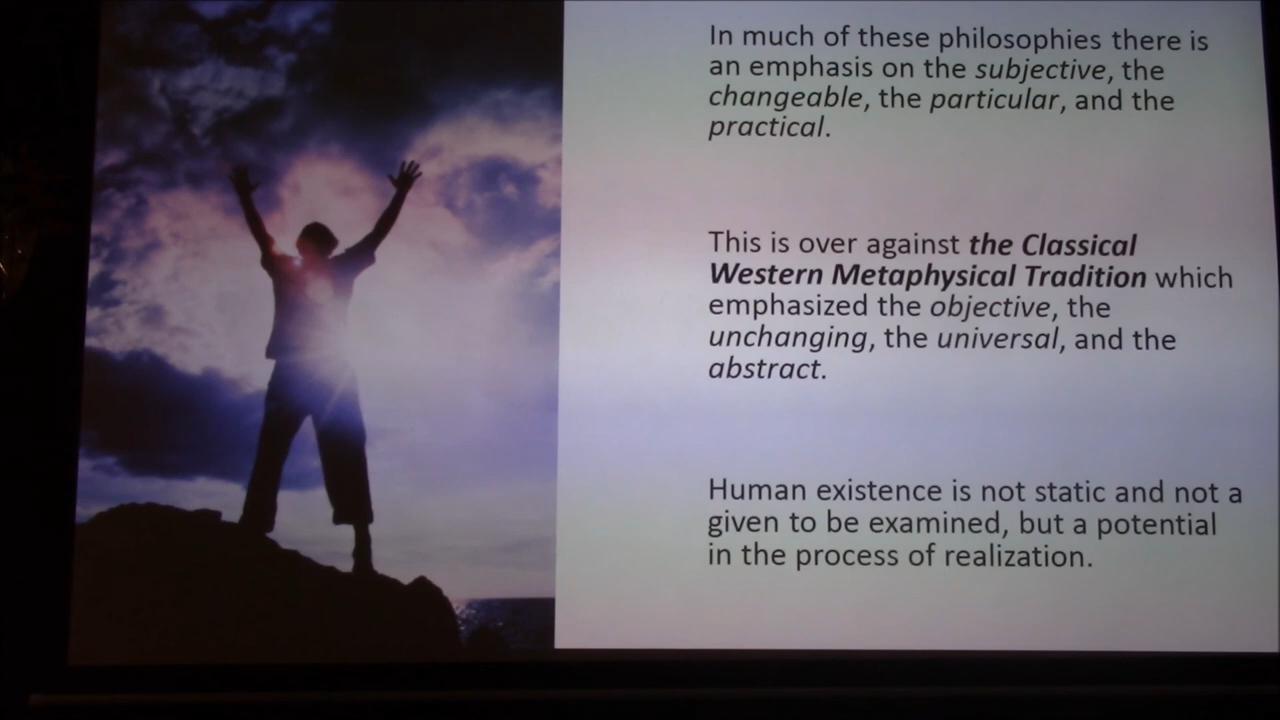 In much of these philosophies there is
an emphasis on the subjective, the
changeable, the particular, and the
practical.
This is over against the Classical
Western Metaphysical Tradition which
emphasized the objective, the
unchanging, the universal, and the
abstract.
Human existence is not static and not a
given to be examined, but a potential
in the process of realization.